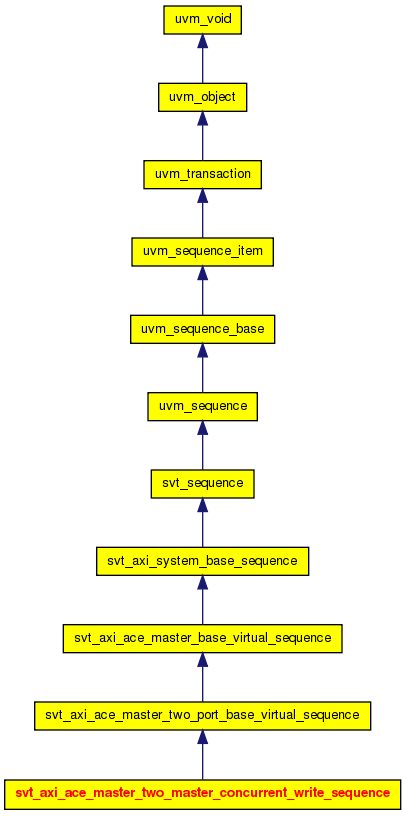 uvm_void
uvm_object
uvm_transaction
uvm_sequence_item
uvm_sequence_base
uvm_sequence
svt_sequence
svt_axi_system_base_sequence
svt_axi_ace_master_base_virtual_sequence
svt_axi_ace_master_two_port_base_virtual_sequence
svt_axi_ace_master_two_master_concurrent_write_sequence